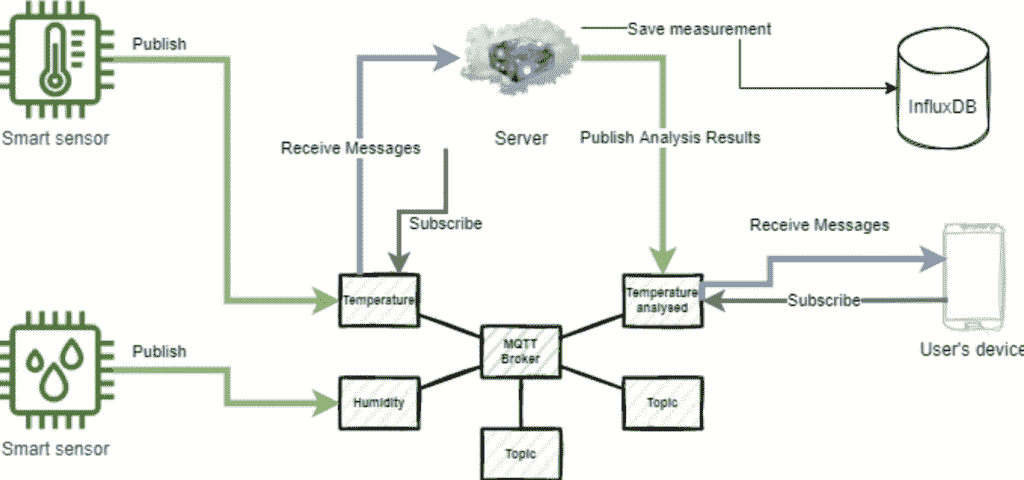 Publish
Save measurement
InfluxDB
Smart sensor
Server
Publish Analysis Results
Receive Messages
Subscribe
Receive Messages
Temperature
Temperature
analysed
Subscribe
MQTT
Broker
User's device
Publish
Humidity
Topic
Smart sensor
Topic